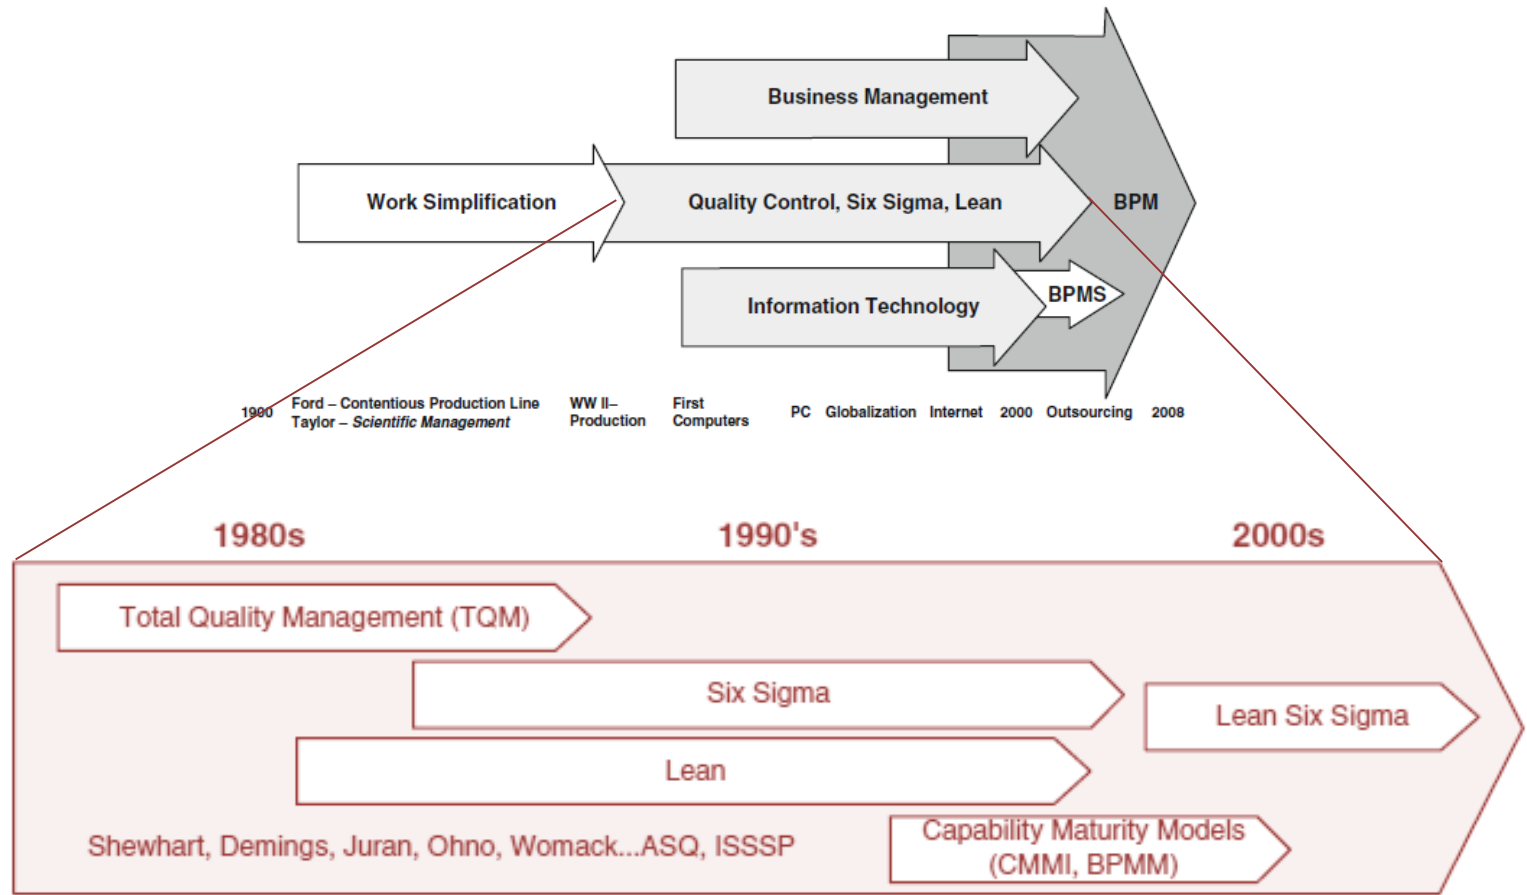 Business Management
Work Simplification
Quality Control, Six Sigma, Lean
BPM
Information Technology
BPMS
1900
Ford – Contentious Production Line
Taylor – Scientific Management
WW II–
Production
First
Computers
PC
Globalization
Internet
2000
Outsourcing
2008
1980s
1990's
2000s
Total Quality Management (TQM)
Six Sigma
Lean Six Sigma
Lean
Shewhart, Demings, Juran, Ohno, Womack...ASQ, ISSSP
Capability Maturity Models
(CMMI, BPMM)